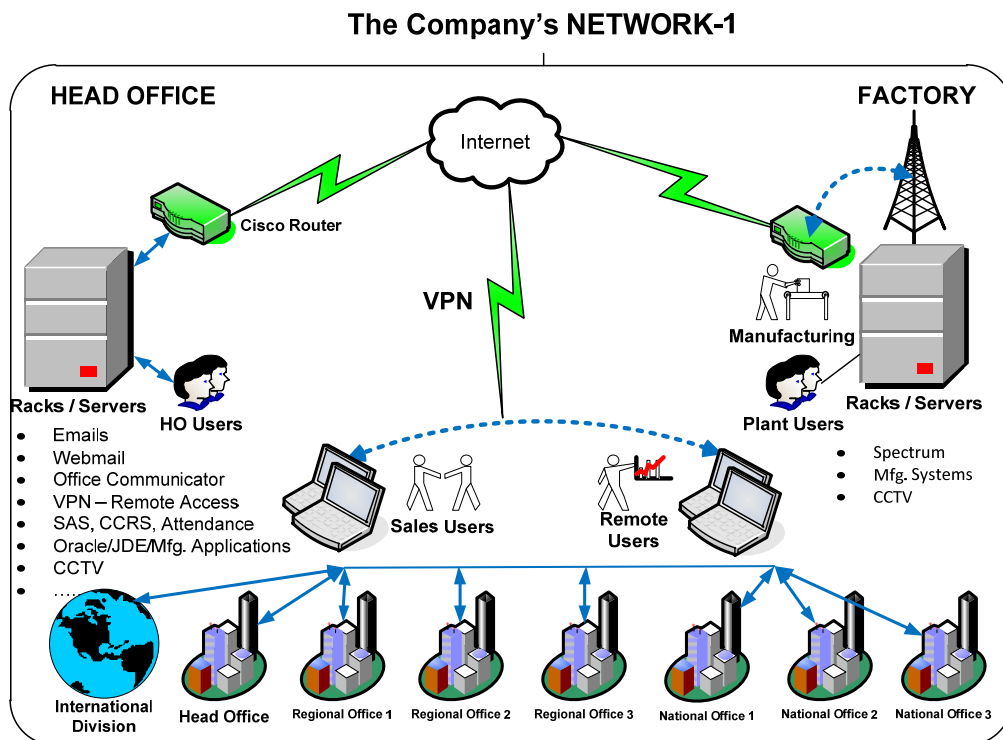 The Company's NETWORK-1
HEAD OFFICE
FACTORY
Internet
Cisco Router
VPN
Manufacturing
Racks / Servers
HO Users
Plant Users
Racks / Servers
• Emails
• Webmail
• Office Communicator
• VPN – Remote Access
• SAS, CCRS, Attendance
• Oracle/JDE/Mfg. Applications
• CCTV
• ……
• Spectrum
• Mfg. Systems
• CCTV
Sales Users
Remote
Users
International
Division
Head Office
Regional Office 1
Regional Office 2
Regional Office 3
National Office 1
National Office 2
National Office 3